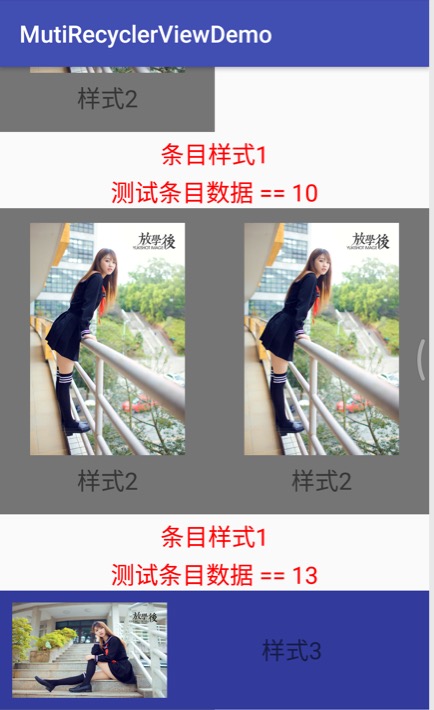 MutiRecyclerViewDemo
样式2
条目样式1
测试条目数据 == 10
放學後
放學後
样式2
样式2
条目样式1
测试条目数据 == 13
放學後
样式3